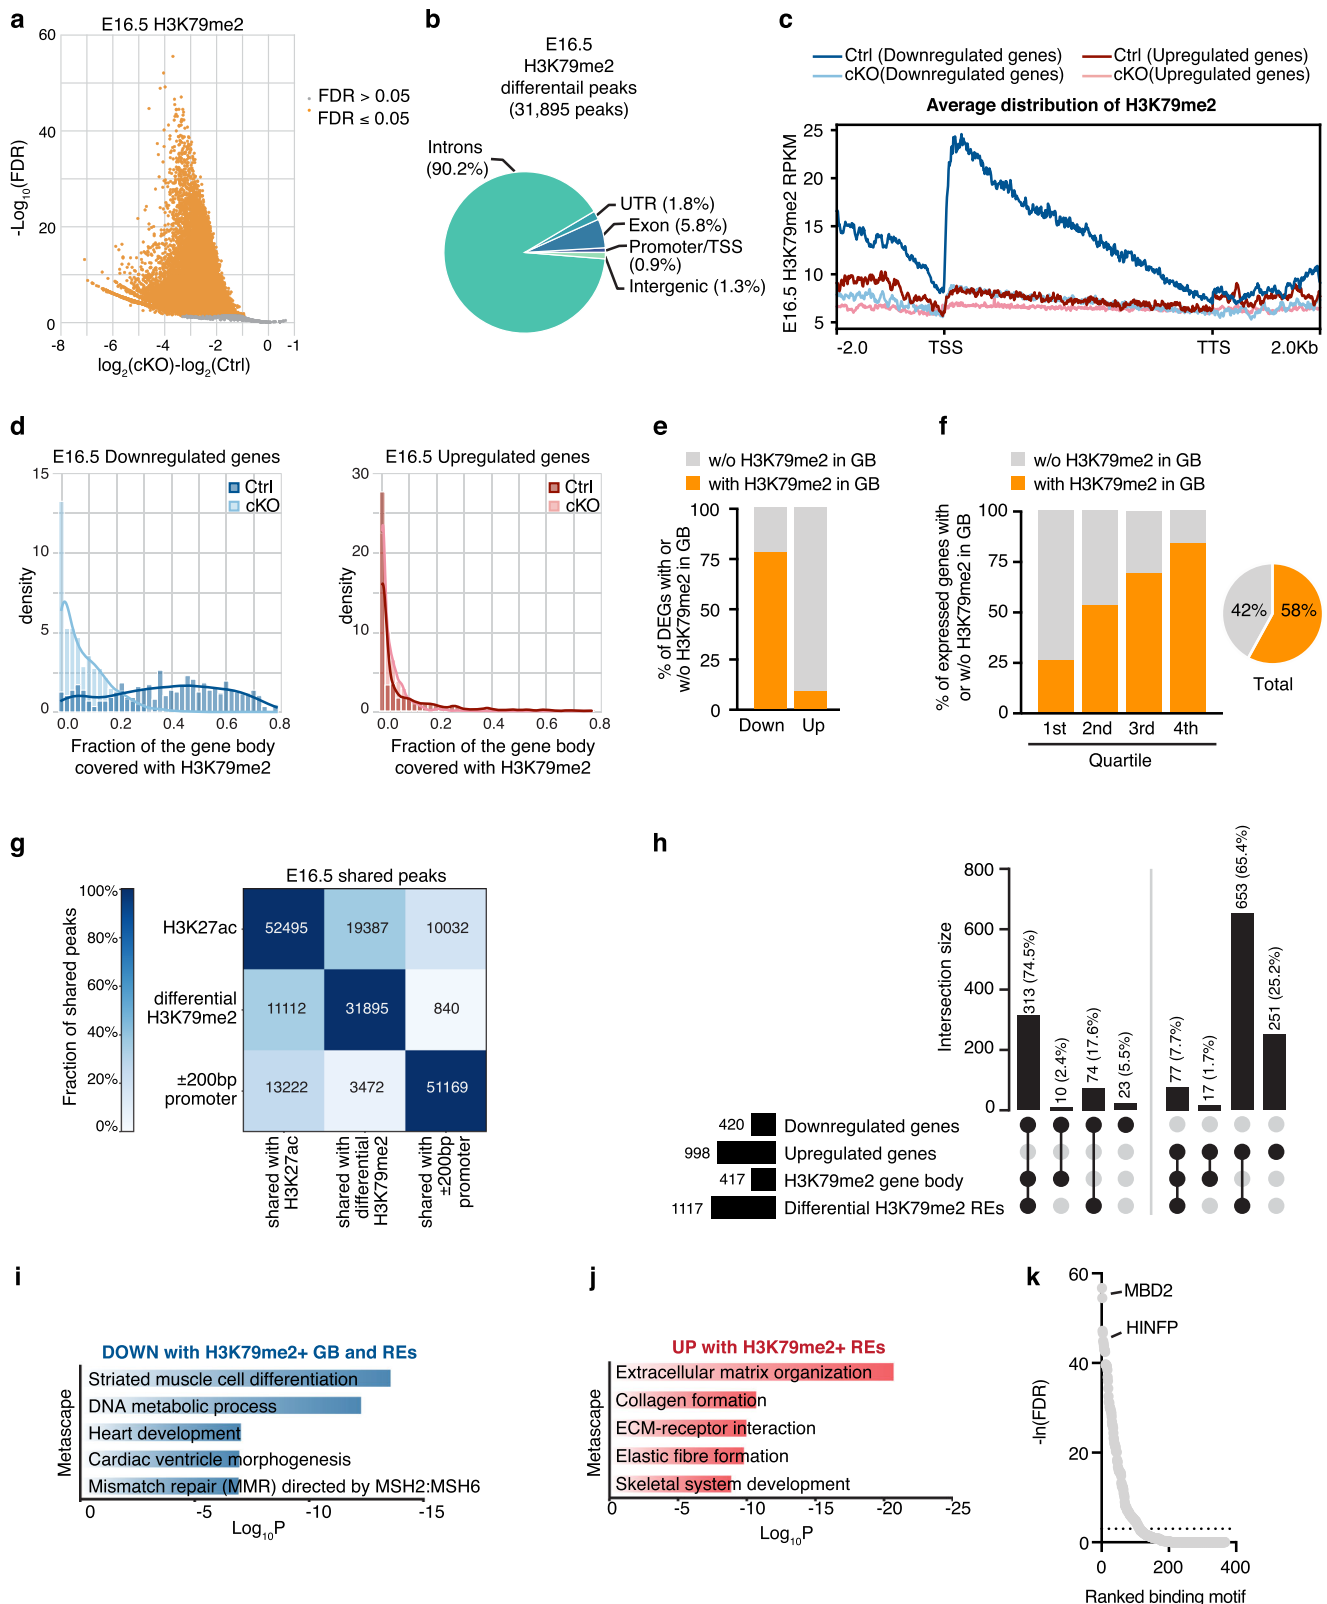 a
E16.5 H3K79me2
60
40
20
0
-Log10(FDR)
-8
-6
-4
-2
0
-1
log2(cKO)-log2(Ctrl)
FDR > 0.05
FDR ≤ 0.05
b
E16.5
H3K79me2
differentail peaks
(31,895 peaks)
Introns
(90.2%)
UTR (1.8%)
Exon (5.8%)
Promoter/TSS
(0.9%)
Intergenic (1.3%)
c
Ctrl (Downregulated genes)
Ctrl (Upregulated genes)
cKO(Downregulated genes)
cKO(Upregulated genes)
Average distribution of H3K79me2
E16.5 H3K79me2 RPKM
25
20
15
10
5
-2.0
TSS
TTS
2.0Kb
d
E16.5 Downregulated genes
Ctrl
cKO
15
10
5
0
density
0.0
0.2
0.4
0.6
0.8
Fraction of the gene body
covered with H3K79me2
E16.5 Upregulated genes
Ctrl
cKO
30
20
10
0
density
0.0
0.2
0.4
0.6
0.8
Fraction of the gene body
covered with H3K79me2
e
w/o H3K79me2 in GB
with H3K79me2 in GB
% of DEGs with or
w/o H3K79me2 in GB
100
75
50
25
0
Down
Up
f
w/o H3K79me2 in GB
with H3K79me2 in GB
% of expressed genes with
or w/o H3K79me2 in GB
100
75
50
25
0
1st
2nd
3rd
4th
Quartile
42%
58%
Total
g
E16.5 shared peaks
Fraction of shared peaks
100%
80%
60%
40%
20%
0%
H3K27ac
52495
19387
10032
differential
H3K79me2
11112
31895
840
±200bp
promoter
13222
3472
51169
shared with
H3K27ac
shared with
differential
H3K79me2
shared with
±200bp
promoter
h
Intersection size
800
600
400
200
0
313 (74.5%)
10 (2.4%)
74 (17.6%)
23 (5.5%)
77 (7.7%)
17 (1.7%)
653 (65.4%)
251 (25.2%)
420
Downregulated genes
998
Upregulated genes
417
H3K79me2 gene body
1117
Differential H3K79me2 REs
i
DOWN with H3K79me2+ GB and REs
Metascape
Striated muscle cell differentiation
DNA metabolic process
Heart development
Cardiac ventricle morphogenesis
Mismatch repair (MMR) directed by MSH2:MSH6
0
-5
-10
-15
Log10P
j
UP with H3K79me2+ REs
Metascape
Extracellular matrix organization
Collagen formation
ECM-receptor interaction
Elastic fibre formation
Skeletal system development
0
-5
-10
-15
-20
-25
Log10P
k
60
40
20
0
-ln(FDR)
MBD2
HINFP
0
200
400
Ranked binding motif